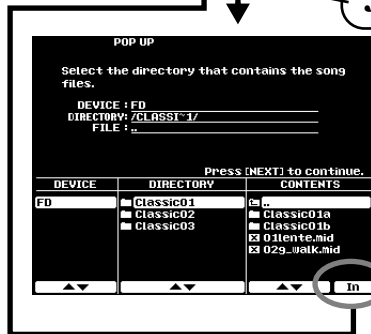 POP UP
Select the directory that contains the song
files.
DEVICE : FD
DIRECTORY: /CLASSI~1/
FILE : ..
Press [NEXT] to continue.
DEVICE DIRECTORY CONTENTS
FD Classic01 ..
Classic02 Classic01a
Classic03 Classic01b
01lente.mid
029_walk.mid
▲▼ ▲▼ ▲▼ In